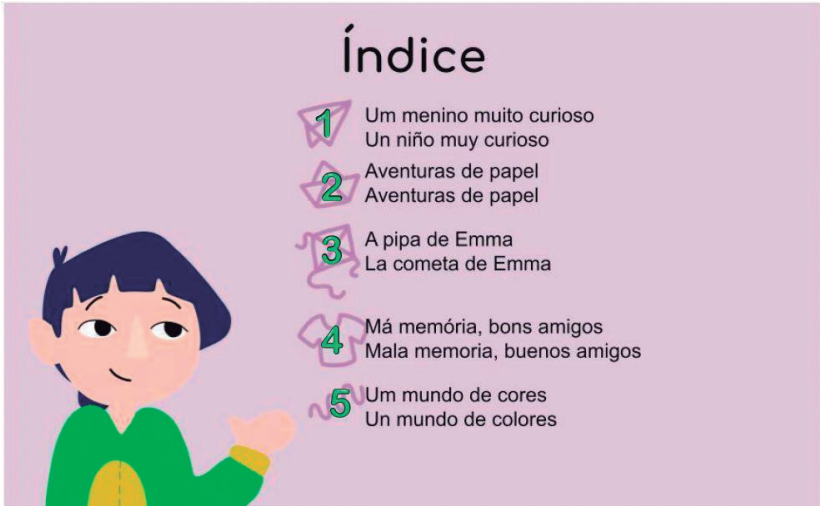 Índice
1
Um menino muito curioso
Un niño muy curioso
2
Aventuras de papel
Aventuras de papel
3
A pipa de Emma
La cometa de Emma
4
Má memória, bons amigos
Mala memoria, buenos amigos
5
Um mundo de cores
Un mundo de colores